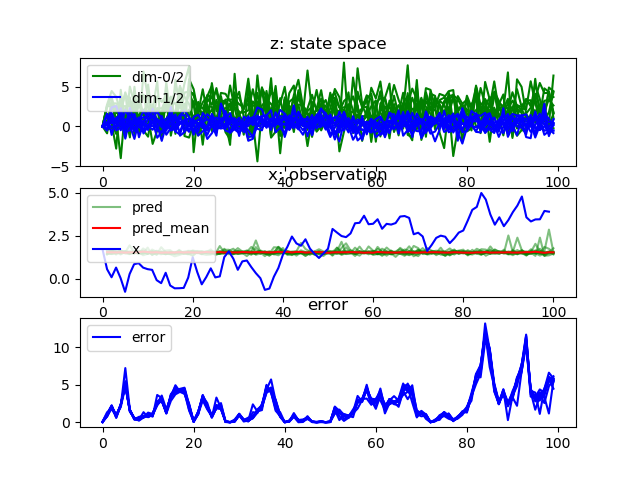 z: state space
dim-0/2
dim-1/2
5
0
−5
0 20 40 60 80 100
x: observation
pred
pred_mean
x
5.0
2.5
0.0
0 20 40 60 80 100
error
error
10
5
0
0 20 40 60 80 100